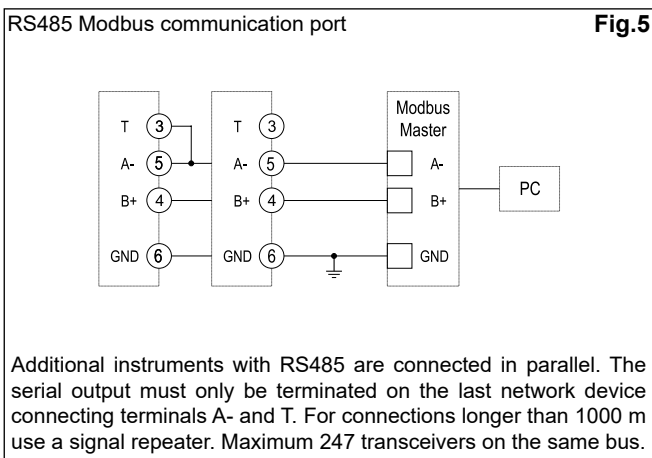 RS485 Modbus communication port Fig.5
Modbus
Master
T 3 T 3
A- 5 A- 5 A-
B+ 4 B+ 4 B+
PC
GND 6 GND 6 GND
Additional instruments with RS485 are connected in parallel. The
serial output must only be terminated on the last network device
connecting terminals A- and T. For connections longer than 1000 m
use a signal repeater. Maximum 247 transceivers on the same bus.